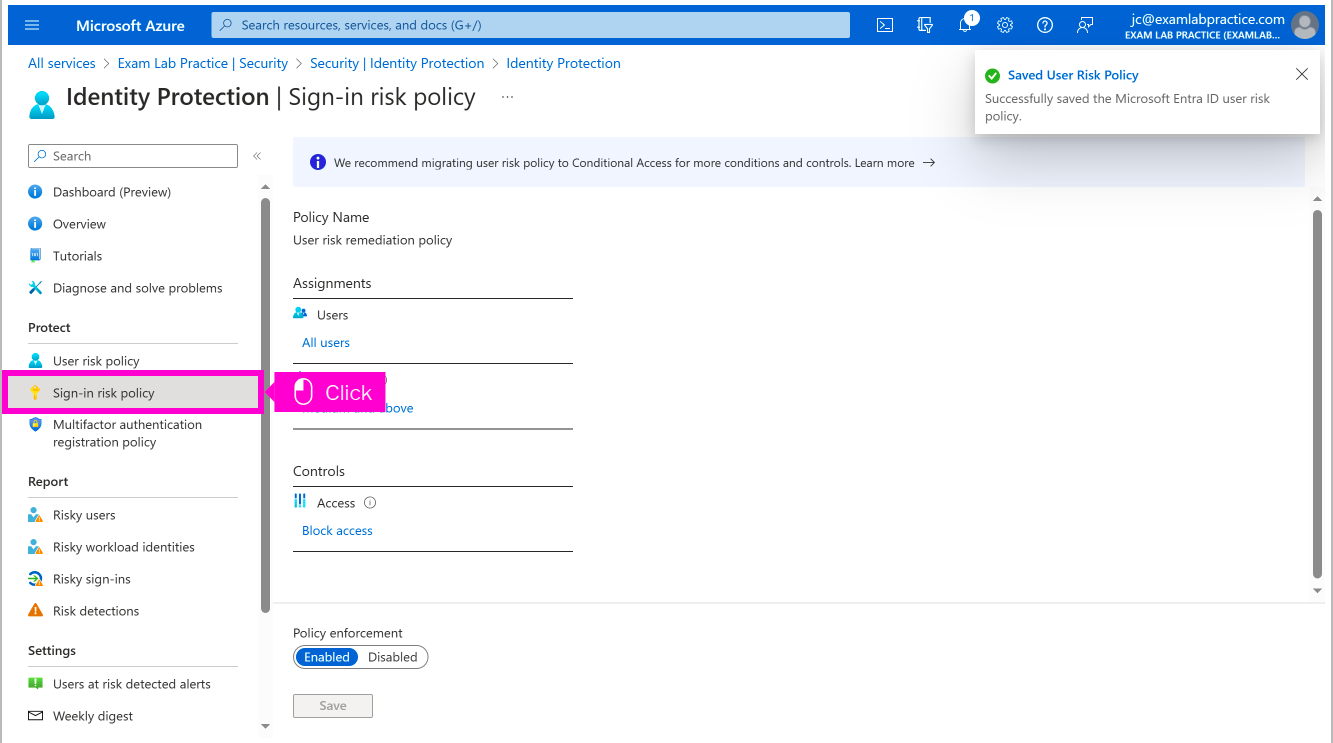 Microsoft Azure
Search resources, services, and docs (G+/)
1
jc@examlabpractice.com
EXAM LAB PRACTICE (EXAMLAB...
All services > Exam Lab Practice | Security > Security | Identity Protection > Identity Protection
Identity Protection | Sign-in risk policy ...
Saved User Risk Policy
Successfully saved the Microsoft Entra ID user risk
policy.
Search
«
We recommend migrating user risk policy to Conditional Access for more conditions and controls. Learn more →
Dashboard (Preview)
Overview
Tutorials
Diagnose and solve problems
Protect
User risk policy
Sign-in risk policy
Multifactor authentication
registration policy
Report
Risky users
Risky workload identities
Risky sign-ins
Risk detections
Settings
Users at risk detected alerts
Weekly digest
Click
Policy Name
User risk remediation policy
Assignments
Users
All users
above
Controls
Access
Block access
Policy enforcement
Enabled Disabled
Save